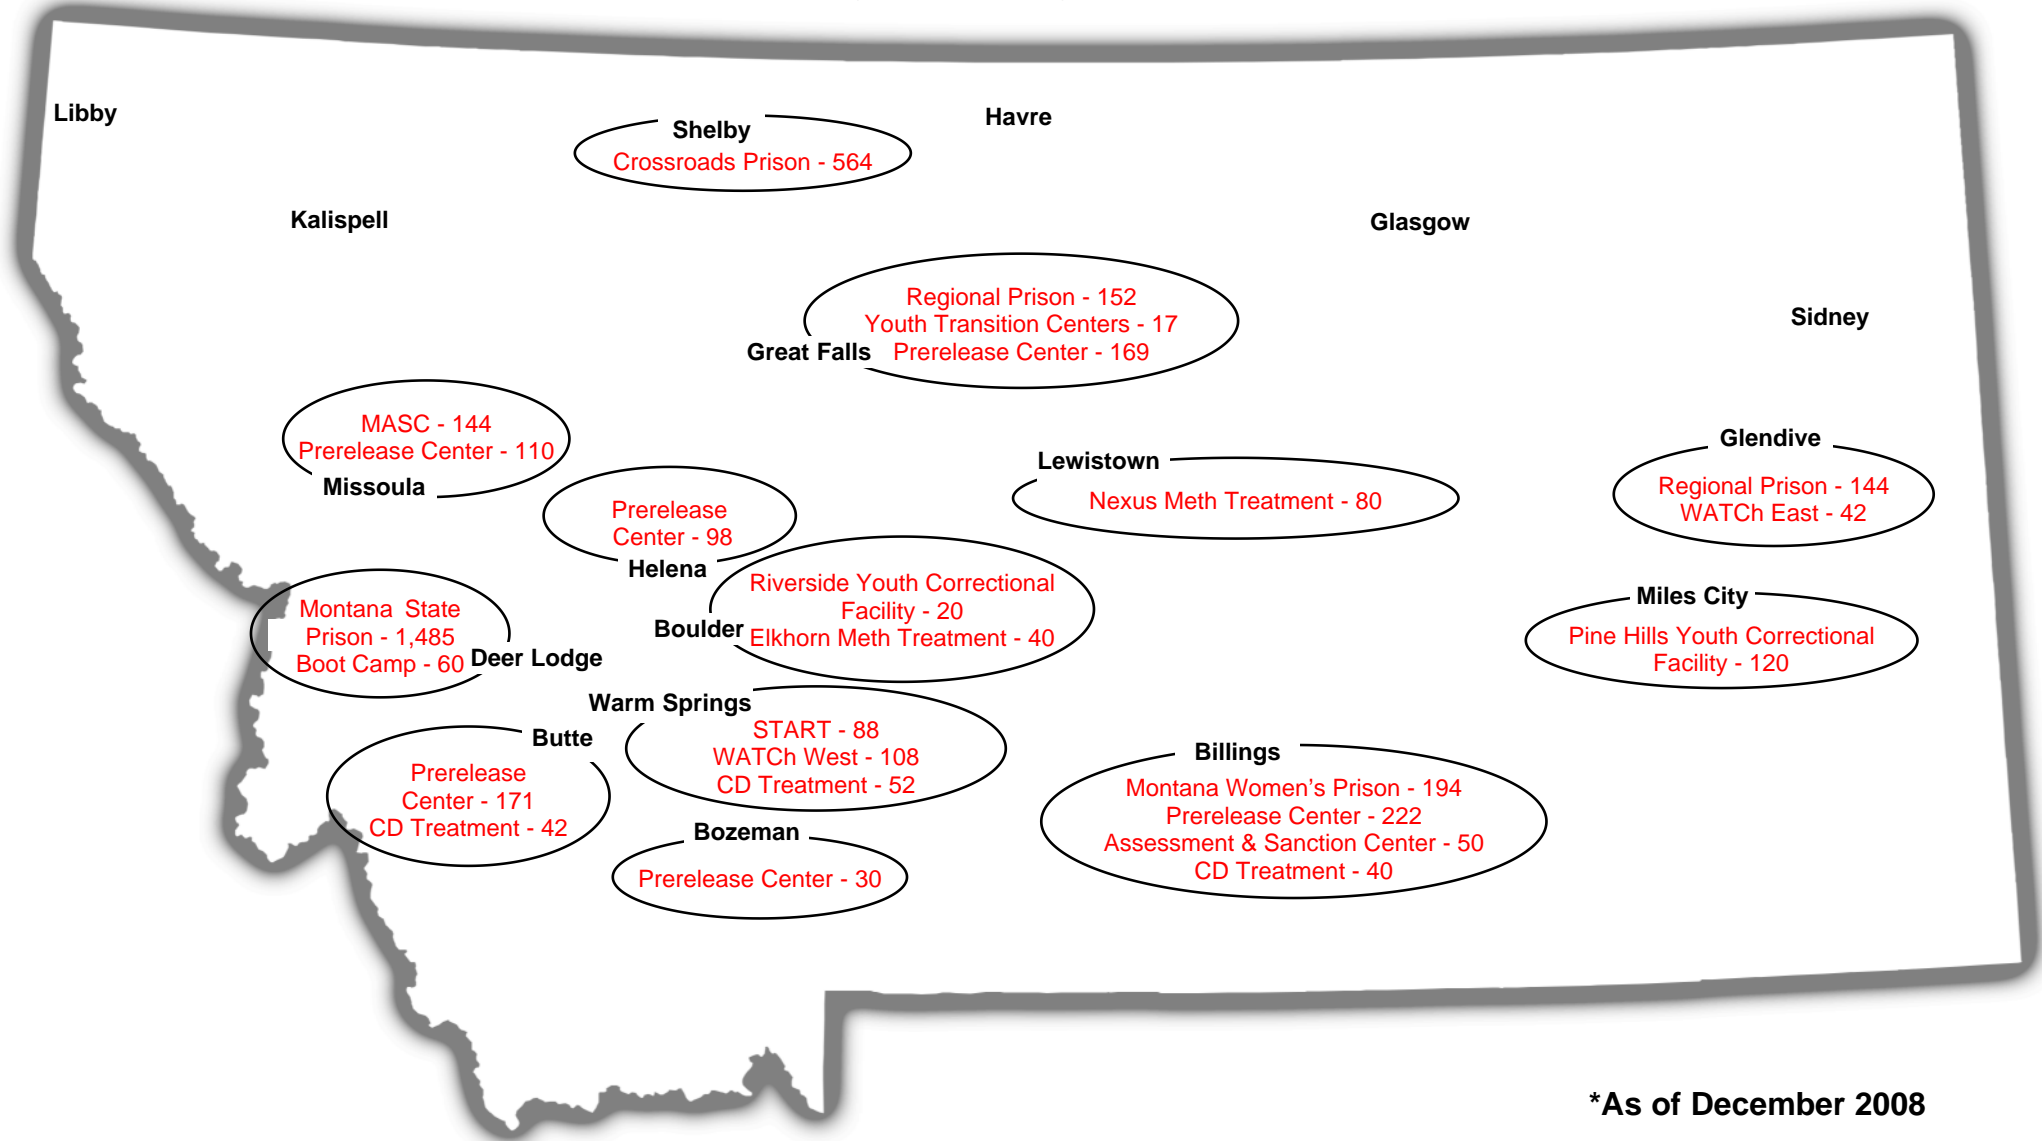 Libby
Havre
Shelby
Crossroads Prison - 564
Kalispell
Glasgow
Regional Prison - 152
Youth Transition Centers - 17
Great Falls
Prerelease Center - 169
Sidney
MASC - 144
Prerelease Center - 110
Missoula
Lewistown
Nexus Meth Treatment - 80
Glendive
Regional Prison - 144
WATCh East - 42
Prerelease
Center - 98
Helena
Riverside Youth Correctional
Facility - 20
Boulder
Elkhorn Meth Treatment - 40
Montana State
Prison - 1,485
Boot Camp - 60
Deer Lodge
Miles City
Pine Hills Youth Correctional
Facility - 120
Warm Springs
START - 88
WATCh West - 108
CD Treatment - 52
Butte
Prerelease
Center - 171
CD Treatment - 42
Billings
Montana Women’s Prison - 194
Prerelease Center - 222
Assessment & Sanction Center - 50
CD Treatment - 40
Bozeman
Prerelease Center - 30
*As of December 2008